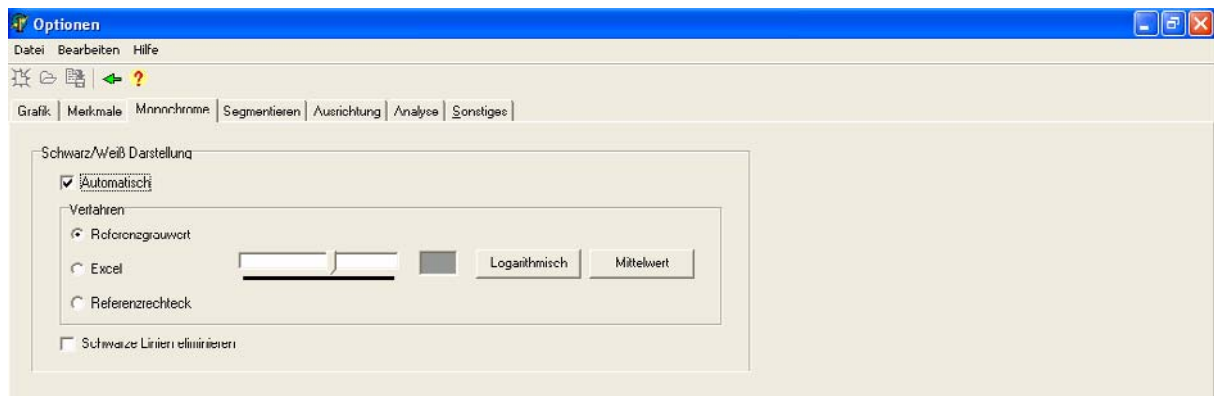 Optionen
Datei Bearbeiten Hilfe
Grafik Merkmale Monochrome Segmentieren Ausrichtung Analyse Sonstiges
Schwarz/Weiß Darstellung
Automatisch
Verfahren
Referenzgrauwert
Excel
Logarithmisch Mittelwert
Referenzrechteck
Schwarze Linien eliminieren